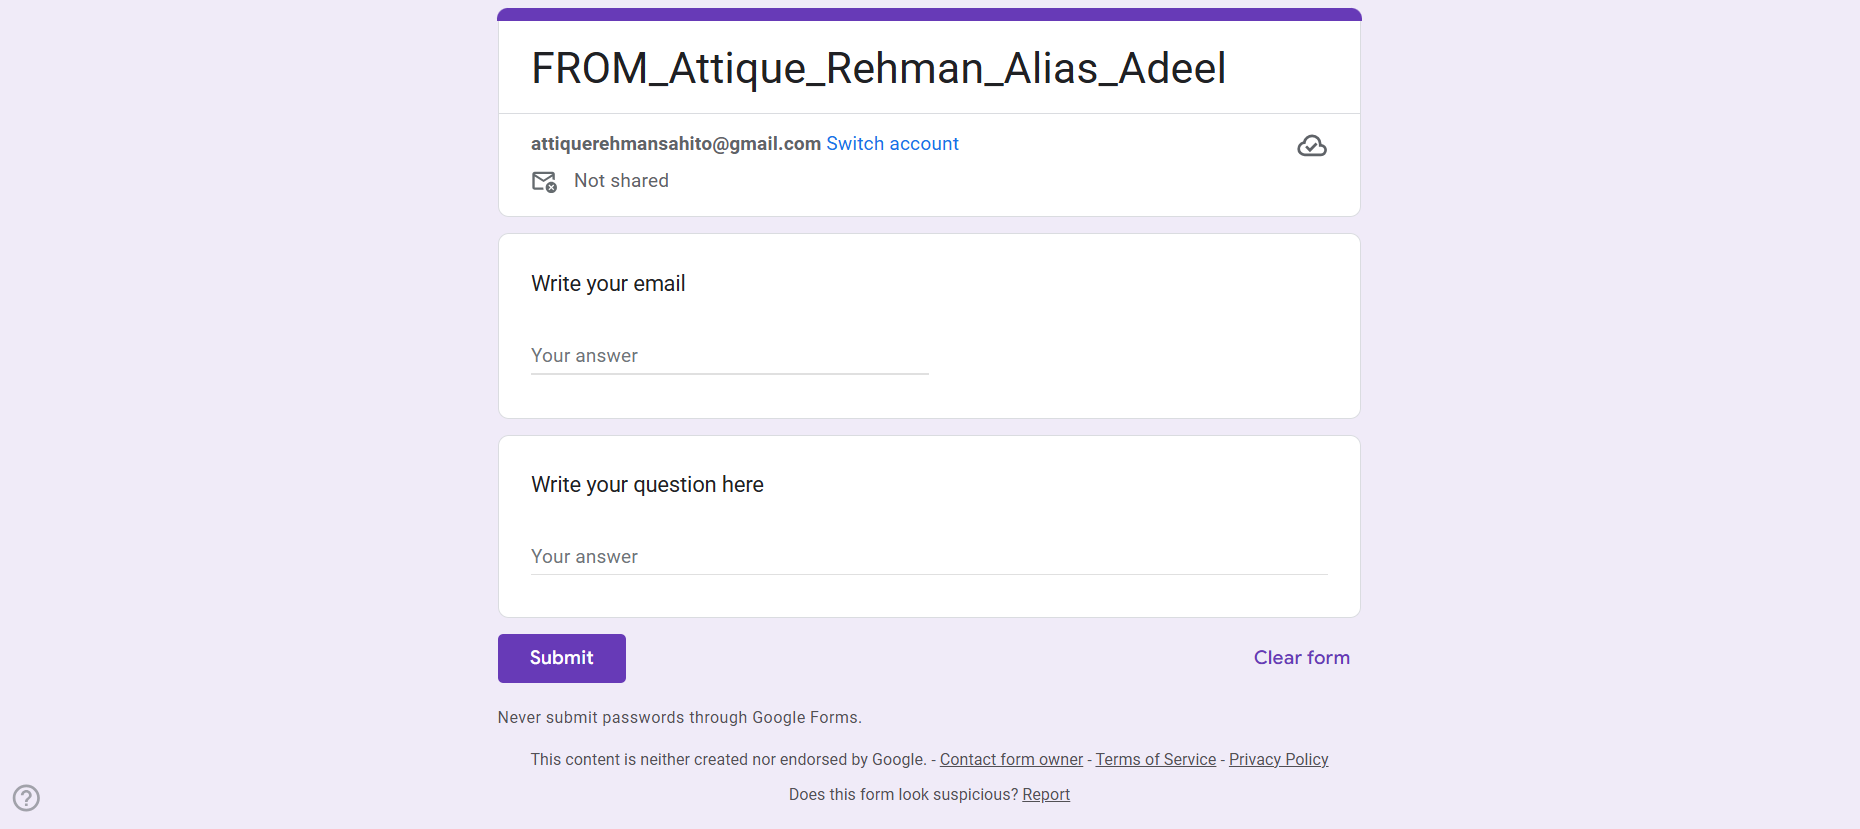 FROM_Attique_Rehman_Alias_Adeel
attiquerehmansahito@gmail.com Switch account
Not shared
Write your email
Your answer
Write your question here
Your answer
Submit
Clear form
Never submit passwords through Google Forms.
This content is neither created nor endorsed by Google. - Contact form owner - Terms of Service - Privacy Policy
Does this form look suspicious? Report